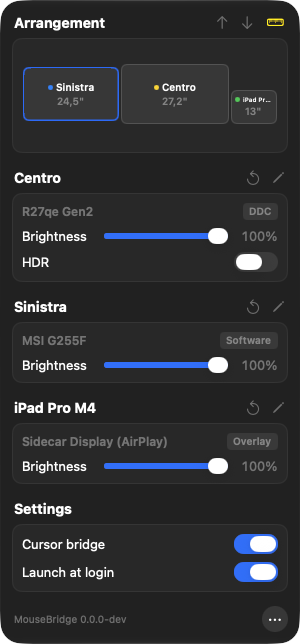 Arrangement
Sinistra
24,5"
Centro
27,2"
iPad Pr...
13"
Centro
R27qe Gen2 DDC
Brightness 100%
HDR
Sinistra
MSI G255F Software
Brightness 100%
iPad Pro M4
Sidecar Display (AirPlay) Overlay
Brightness 100%
Settings
Cursor bridge
Launch at login
MouseBridge 0.0.0-dev